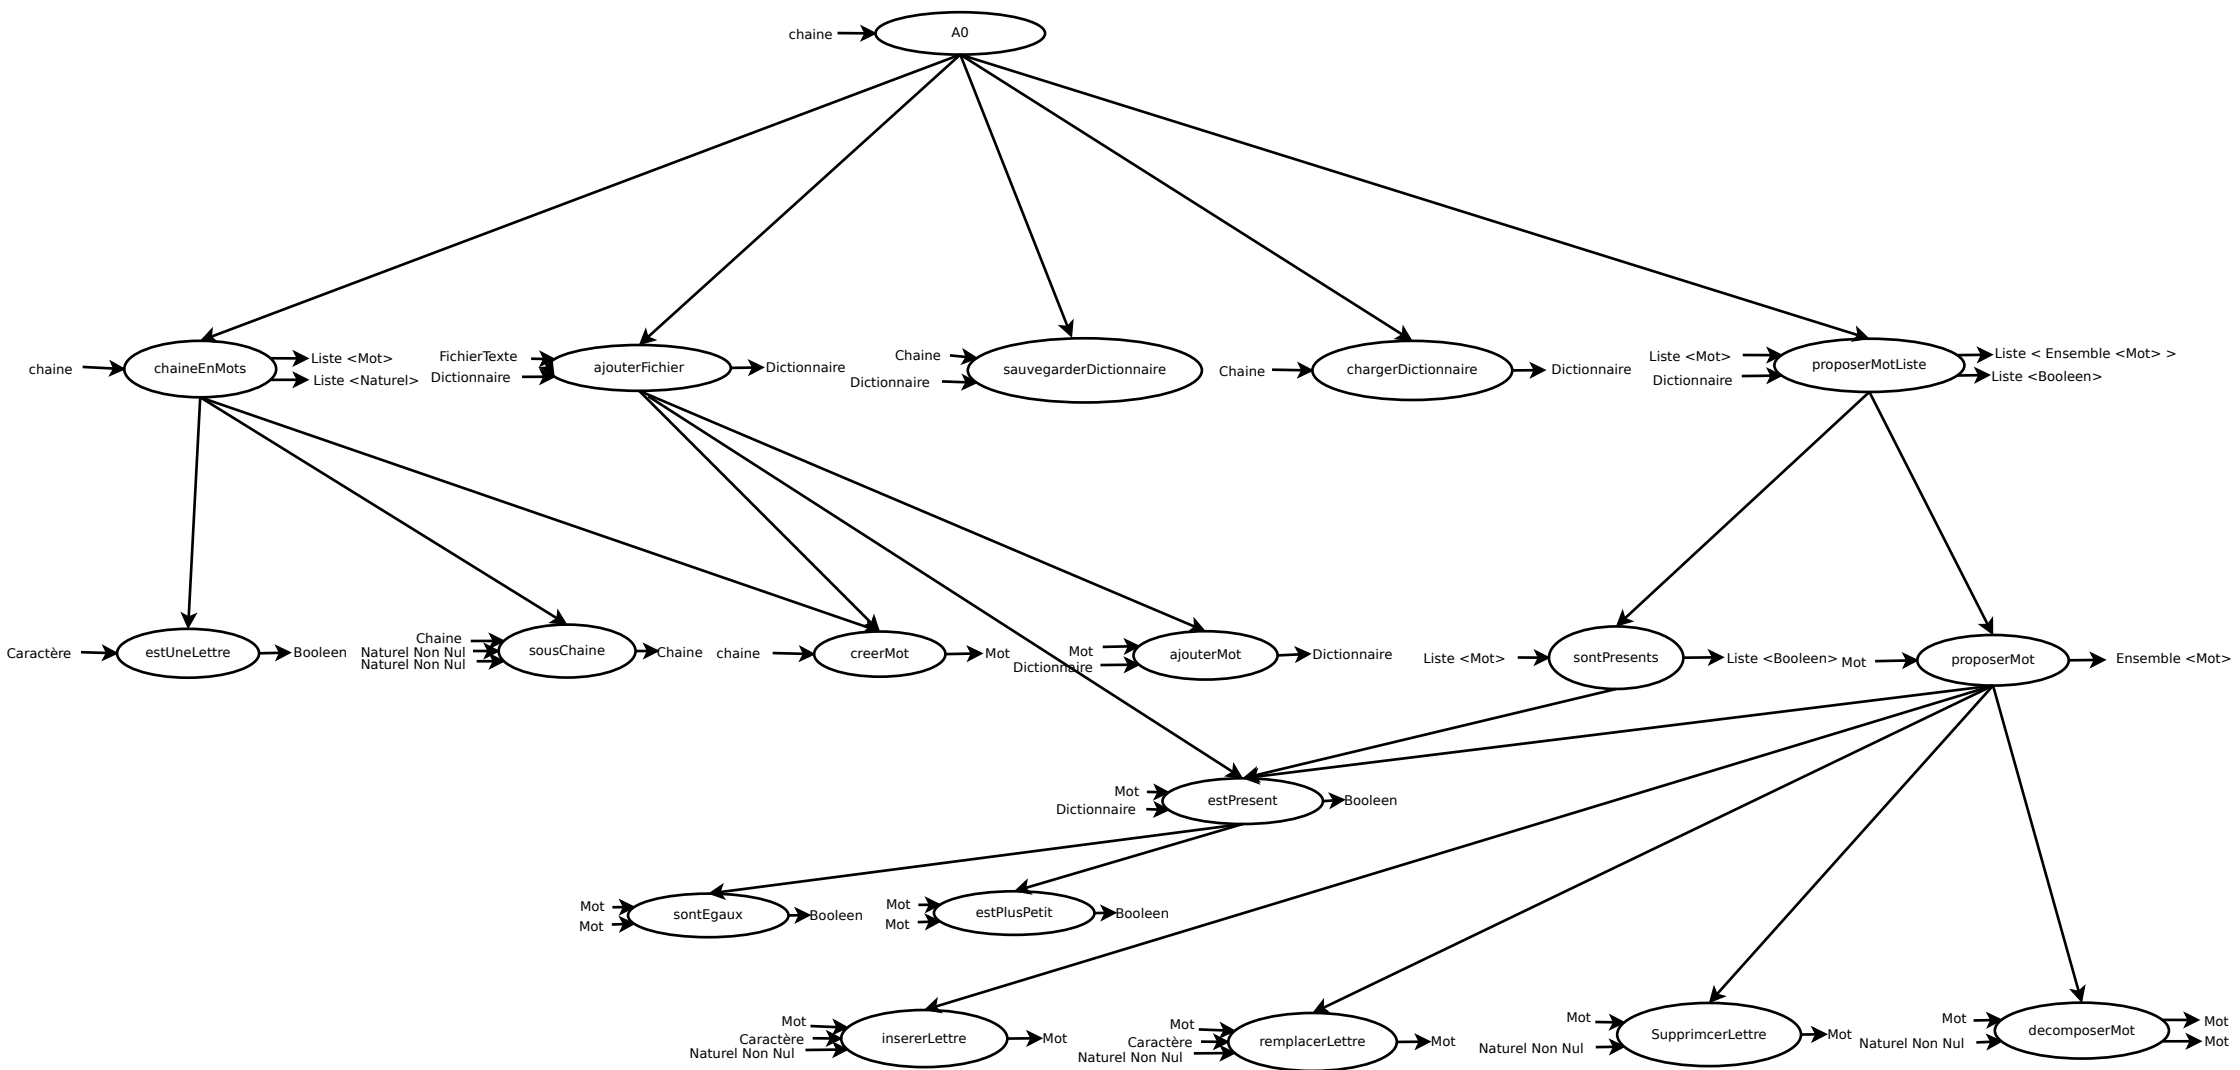 chaine
A0
chaine
chaineEnMots
Liste <Mot>
Liste <Naturel>
FichierTexte
Dictionnaire
ajouterFichier
Dictionnaire
Chaine
Dictionnaire
sauvegarderDictionnaire
Chaine
chargerDictionnaire
Dictionnaire
Liste <Mot>
Dictionnaire
proposerMotListe
Liste < Ensemble <Mot> >
Liste <Booleen>
Caractère
estUneLettre
Booleen
Chaine
Naturel Non Nul
Naturel Non Nul
sousChaine
Chaine
chaine
creerMot
Mot
Mot
Dictionnaire
ajouterMot
Dictionnaire
Liste <Mot>
sontPresents
Liste <Booleen>
Mot
proposerMot
Ensemble <Mot>
Mot
Dictionnaire
estPresent
Booleen
Mot
Mot
sontEgaux
Booleen
Mot
Mot
estPlusPetit
Booleen
Mot
Caractère
Naturel Non Nul
insererLettre
Mot
Mot
Caractère
Naturel Non Nul
remplacerLettre
Mot
Mot
Naturel Non Nul
SupprimcerLettre
Mot
Mot
Naturel Non Nul
decomposerMot
Mot
Mot